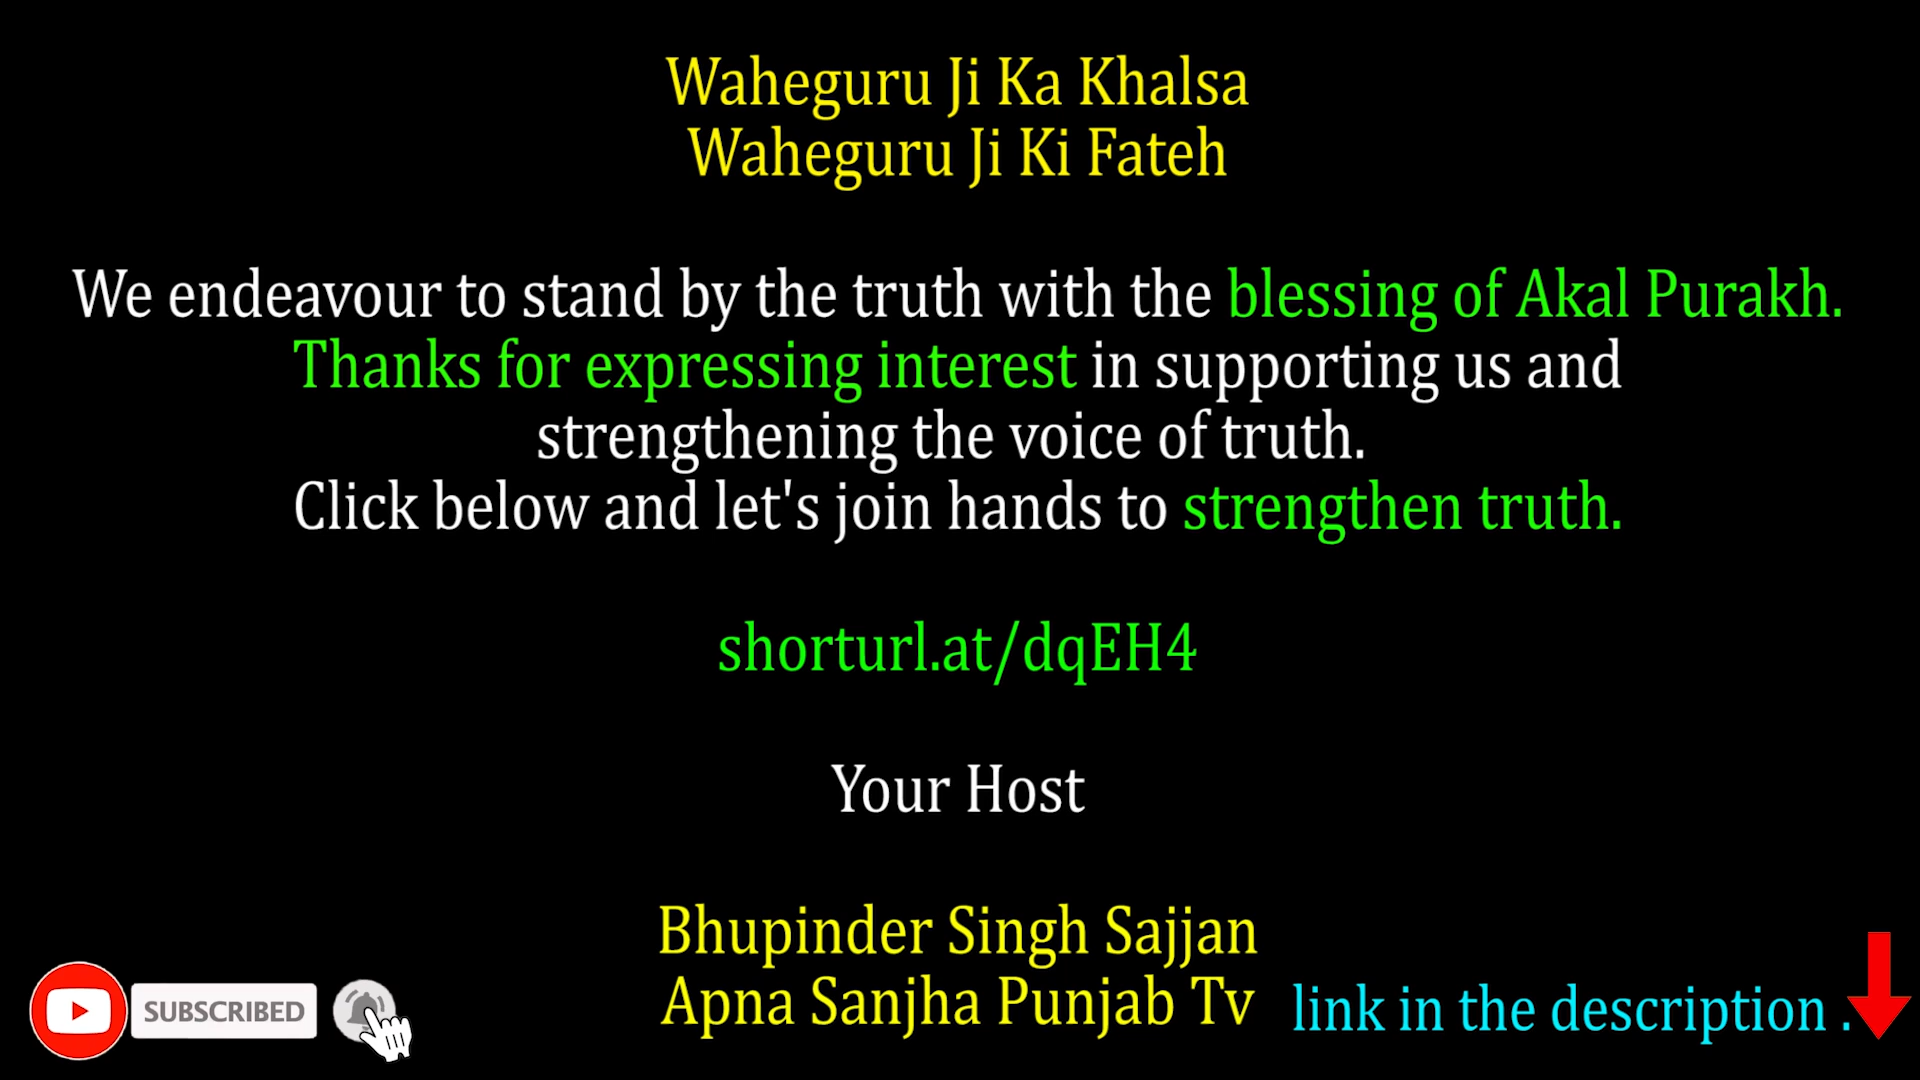 Waheguru Ji Ka Khalsa
Waheguru Ji Ki Fateh
We endeavour to stand by the truth with the blessing of Akal Purakh.
Thanks for expressing interest in supporting us and
strengthening the voice of truth.
Click below and let's join hands to strengthen truth.
shorturl.at/dqEH4
Your Host
Bhupinder Singh Sajjan
Apna Sanjha Punjab Tv
link in the description .
SUBSCRIBED